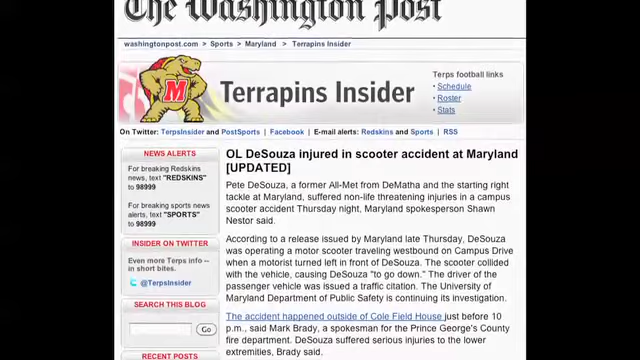 The Washington Post
washingtonpost.com > Sports > Maryland > Terrapins Insider
M
Terrapins Insider
Terps football links
• Schedule
• Roster
• Stats
On Twitter: TerpsInsider and PostSports | Facebook | E-mail alerts: Redskins and Sports | RSS
NEWS ALERTS
For breaking Redskins
news, text "REDSKINS"
to 98999
For breaking sports news
alerts, text "SPORTS" to
98999
INSIDER ON TWITTER
Even more Terps info --
in short bites.
@TerpsInsider
SEARCH THIS BLOG
Go
RECENT POSTS
OL DeSouza injured in scooter accident at Maryland
[UPDATED]
Pete DeSouza, a former All-Met from DeMatha and the starting right
tackle at Maryland, suffered non-life threatening injuries in a campus
scooter accident Thursday night, Maryland spokesperson Shawn
Nestor said.
According to a release issued by Maryland late Thursday, DeSouza
was operating a motor scooter traveling westbound on Campus Drive
when a motorist turned left in front of DeSouza. The scooter collided
with the vehicle, causing DeSouza "to go down." The driver of the
passenger vehicle was issued a traffic citation. The University of
Maryland Department of Public Safety is continuing its investigation.
The accident happened outside of Cole Field House just before 10
p.m., said Mark Brady, a spokesman for the Prince George's County
fire department. DeSouza suffered serious injuries to the lower
extremities, Brady said.